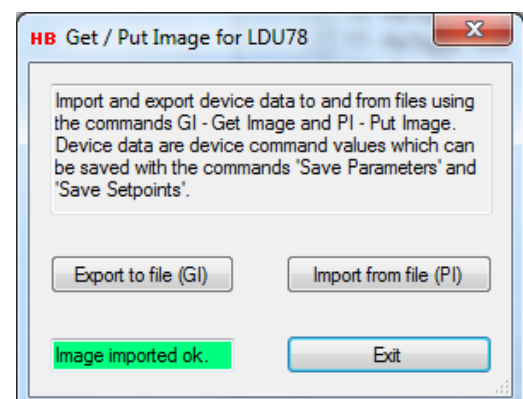 HB Get / Put Image for LDU78
Import and export device data to and from files using
the commands GI - Get Image and PI - Put Image.
Device data are device command values which can
be saved with the commands 'Save Parameters' and
'Save Setpoints'.
Export to file (GI) Import from file (PI)
Image imported ok. Exit